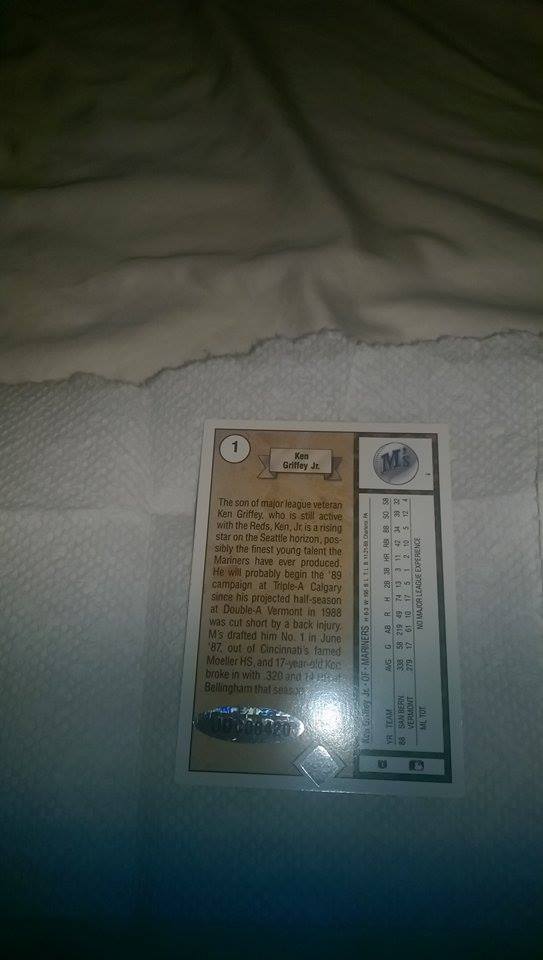 1
Ken
Griffey Jr.
The son of major league veteran
Ken Griffey, who is still active
with the Reds, Ken, Jr. is a rising
star on the Seattle horizon, pos-
sibly the finest young talent the
Mariners have ever produced.
He will probably begin the '89
campaign at Triple-A Calgary
since his projected half-season
at Double-A Vermont in 1988
was cut short by a back injury.
M's drafted him No. 1 in June
'87, out of Cincinnati's famed
Moeller HS, and 17-year-old Ken
broke in with .320 and 14 HR at
Bellingham that season.
M's
Ken Griffey Jr. • OF • MARINERS
YR TEAM AVG G AB R H 2B 3B HR RBI BB SO SB
88 SAN BERN. 338 58 219 49 74 13 3 11 42 34 39 32
VERMONT 279 17 61 10 17 5 1 2 10 5 12 4
ML TOT. NO MAJOR LEAGUE EXPERIENCE